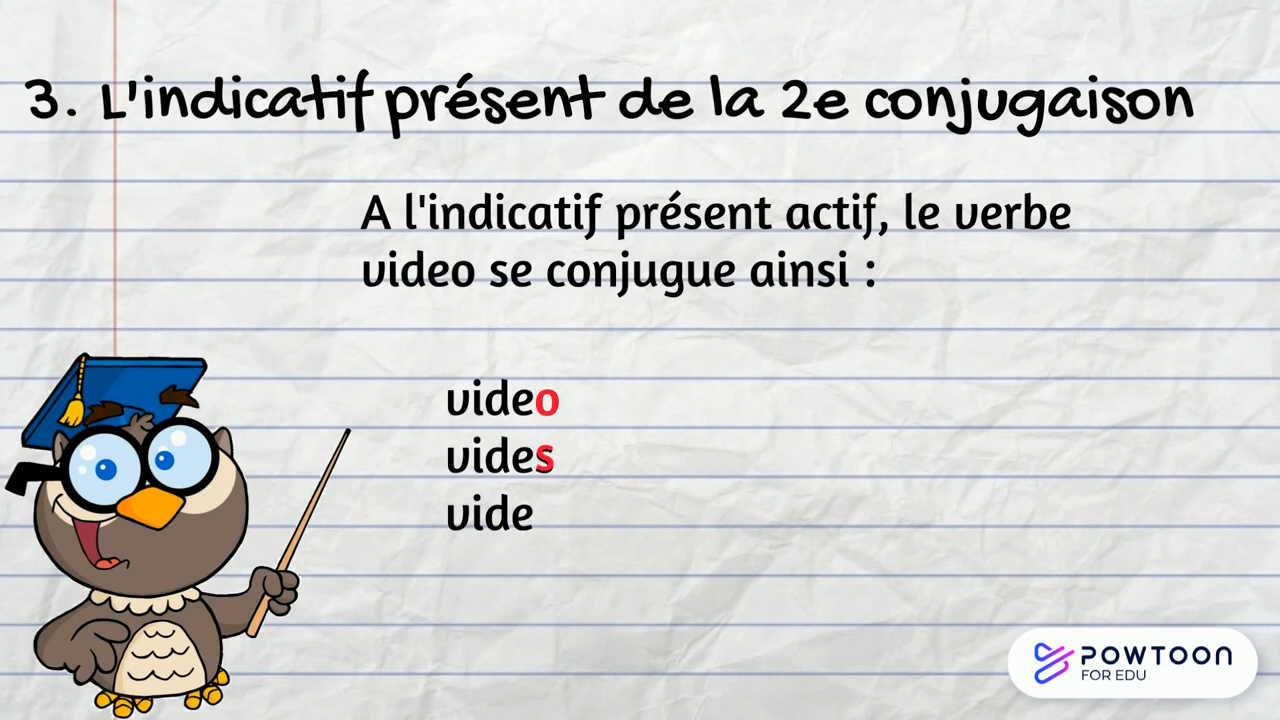 3. L'indicatif présent de la 2e conjugaison
A l'indicatif présent actif, le verbe
video se conjugue ainsi :
video
vides
vide
POWTOON
FOR EDU